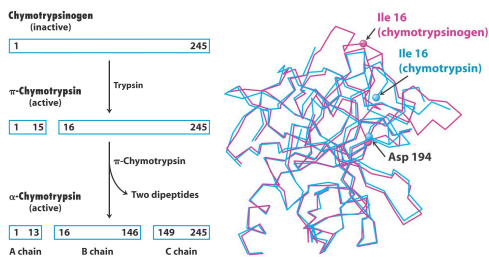 Chymotrypsinogen
(inactive)
1 245
Trypsin
π-Chymotrypsin
(active)
1 15 16 245
π-Chymotrypsin
Two dipeptides
α-Chymotrypsin
(active)
1 13 16 146 149 245
A chain B chain C chain
Ile 16
(chymotrypsinogen)
Ile 16
(chymotrypsin)
Asp 194